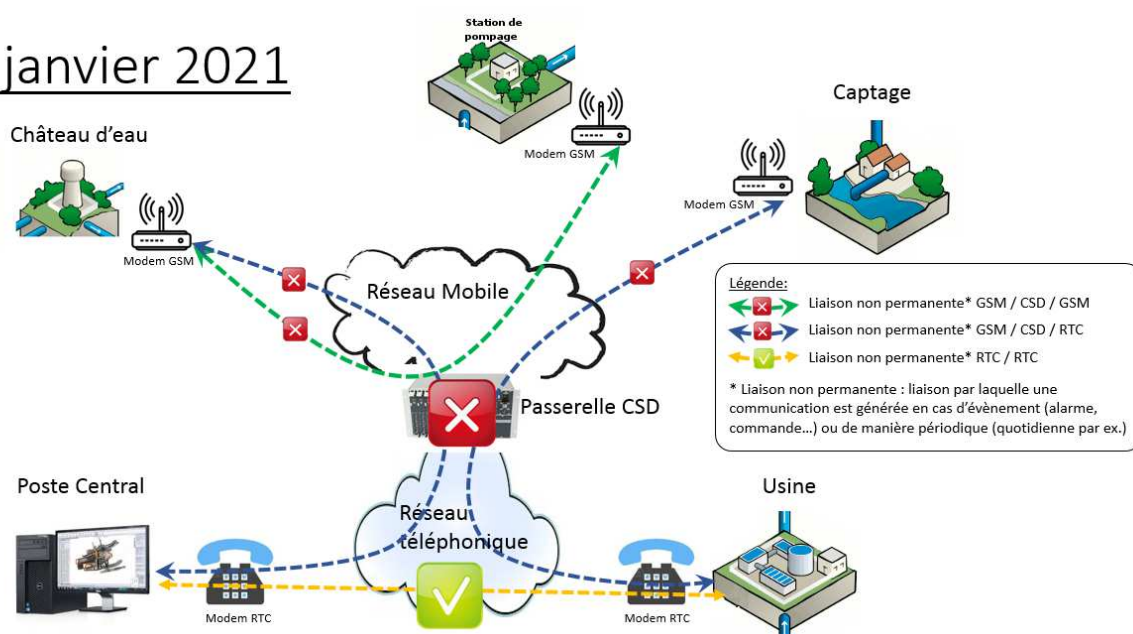 janvier 2021
Station de
pompage
Modem GSM
Captage
Modem GSM
Château d'eau
Modem GSM
Réseau Mobile
Légende:
Liaison non permanente* GSM / CSD / GSM
Liaison non permanente* GSM / CSD / RTC
Liaison non permanente* RTC / RTC
* Liaison non permanente : liaison par laquelle une
communication est générée en cas d'évènement (alarme,
commande...) ou de manière périodique (quotidienne par ex.)
Passerelle CSD
Poste Central
Réseau
téléphonique
Usine
Modem RTC
Modem RTC